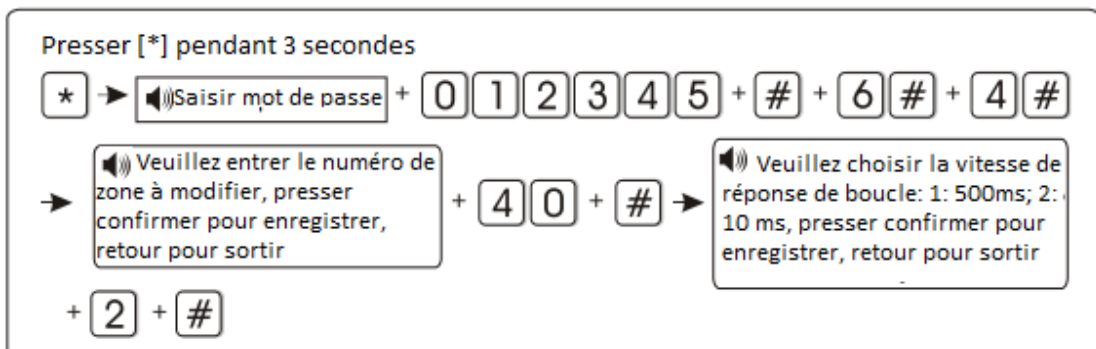 Presser [*] pendant 3 secondes
* Saisir mot de passe + 0 1 2 3 4 5 + # + 6 # + 4 #
Veuillez entrer le numéro de
zone à modifier, presser
confirmer pour enregistrer,
retour pour sortir
+ 4 0 + #
Veuillez choisir la vitesse de
réponse de boucle: 1: 500ms; 2:
10 ms, presser confirmer pour
enregistrer, retour pour sortir
+ 2 + #